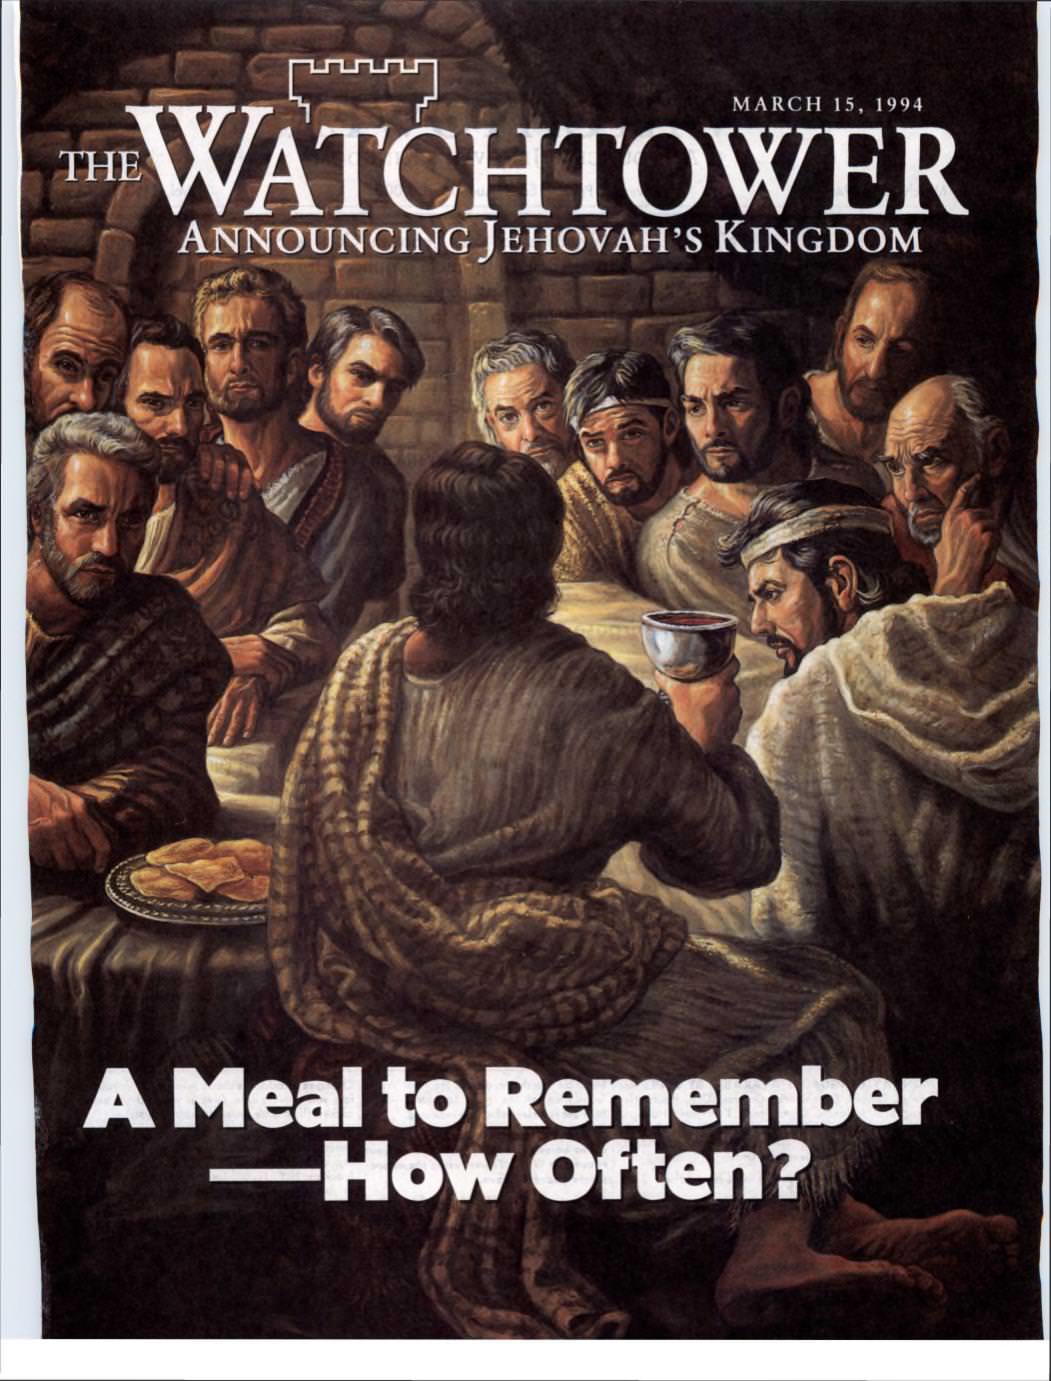 MARCH 15, 1994
THE WATCHTOWER
ANNOUNCING JEHOVAH'S KINGDOM
A Meal to Remember
—How Often?